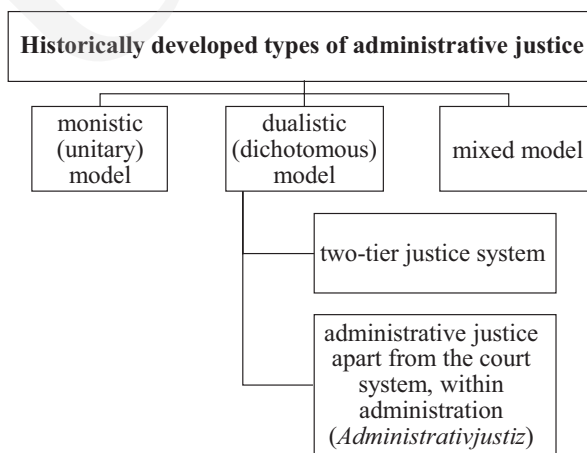 Historically developed types of administrative justice
monistic
(unitary)
model
dualistic
(dichotomous)
model
mixed model
two-tier justice system
administrative justice
apart from the court
system, within
administration
(Administrativjustiz)